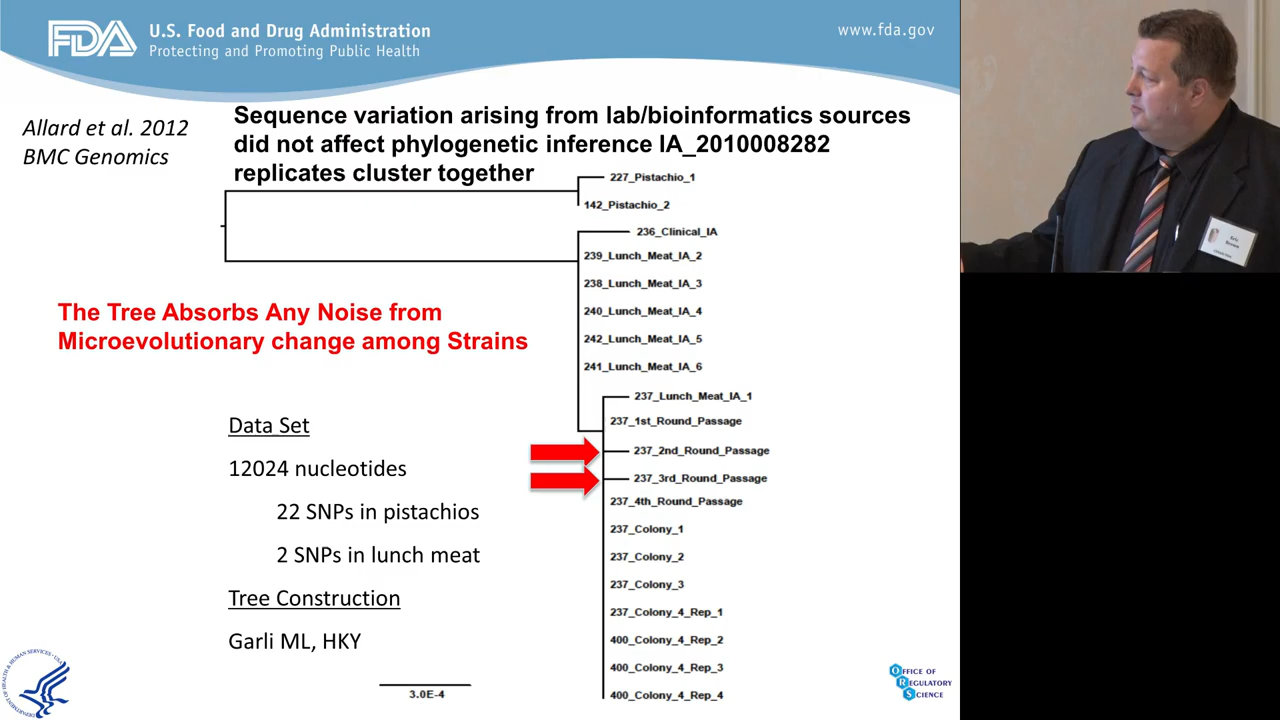 FDA
U.S. Food and Drug Administration
Protecting and Promoting Public Health
www.fda.gov
Allard et al. 2012
BMC Genomics
Sequence variation arising from lab/bioinformatics sources
did not affect phylogenetic inference IA_2010008282
replicates cluster together
227_Pistachio_1
142_Pistachio_2
236_Clinical_IA
239_Lunch_Meat_IA_2
238_Lunch_Meat_IA_3
240_Lunch_Meat_IA_4
242_Lunch_Meat_IA_5
241_Lunch_Meat_IA_6
237_Lunch_Meat_IA_1
237_1st_Round_Passage
237_2nd_Round_Passage
237_3rd_Round_Passage
237_4th_Round_Passage
237_Colony_1
237_Colony_2
237_Colony_3
237_Colony_4_Rep_1
400_Colony_4_Rep_2
400_Colony_4_Rep_3
400_Colony_4_Rep_4
The Tree Absorbs Any Noise from
Microevolutionary change among Strains
Data Set
12024 nucleotides
22 SNPs in pistachios
2 SNPs in lunch meat
Tree Construction
Garli ML, HKY
3.0E-4
OFFICE OF
REGULATORY
SCIENCE